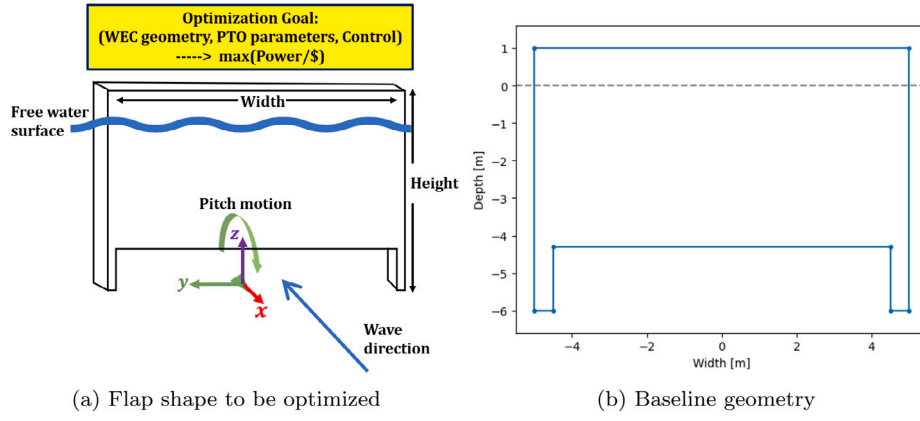 Optimization Goal:
(WEC geometry, PTO parameters, Control)
-----> max(Power/$)
Width
Free water
surface
Height
Pitch motion
z
y
x
Wave
direction
(a) Flap shape to be optimized
1
0
−1
−2
−3
−4
−5
−6
Depth [m]
−4
−2
0
2
4
Width [m]
(b) Baseline geometry